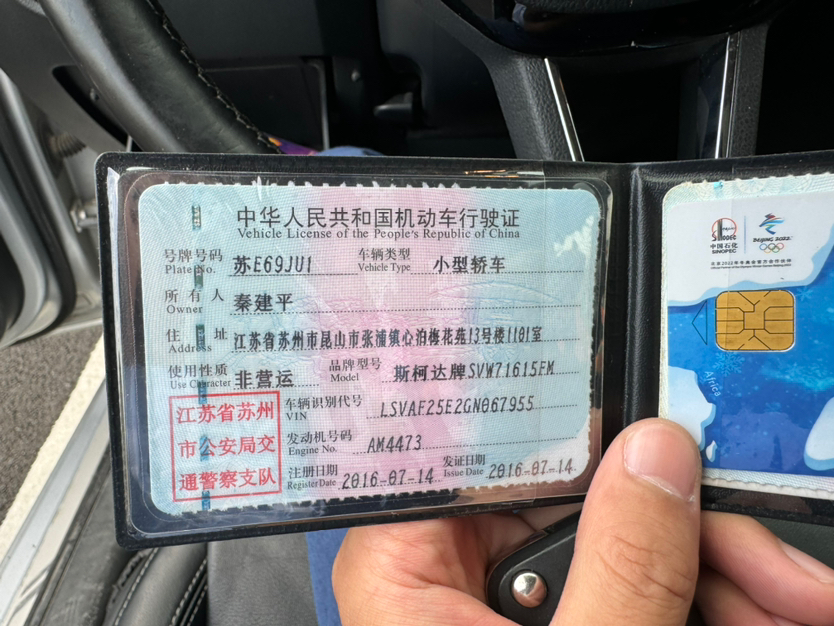 中华人民共和国机动车行驶证
Vehicle License of the People's Republic of China
号牌号码 Plate No. 苏E69JU1 车辆类型 Vehicle Type 小型轿车
所有人 Owner 秦建平
住址 Address 江苏省苏州市昆山市张浦镇心泊梅花苑13号楼1101室
使用性质 Use Character 非营运 品牌型号 Model 斯柯达牌SVW71615FM
江苏省苏州
市公安局交
通警察支队
车辆识别代号 VIN LSVAF25E2GN067955
发动机号码 Engine No. AM4473
注册日期 Register Date 2016-07-14 发证日期 Issue Date 2016-07-14
SINOPEC
中国石化
SINOPEC
BEIJING 2022
Africa